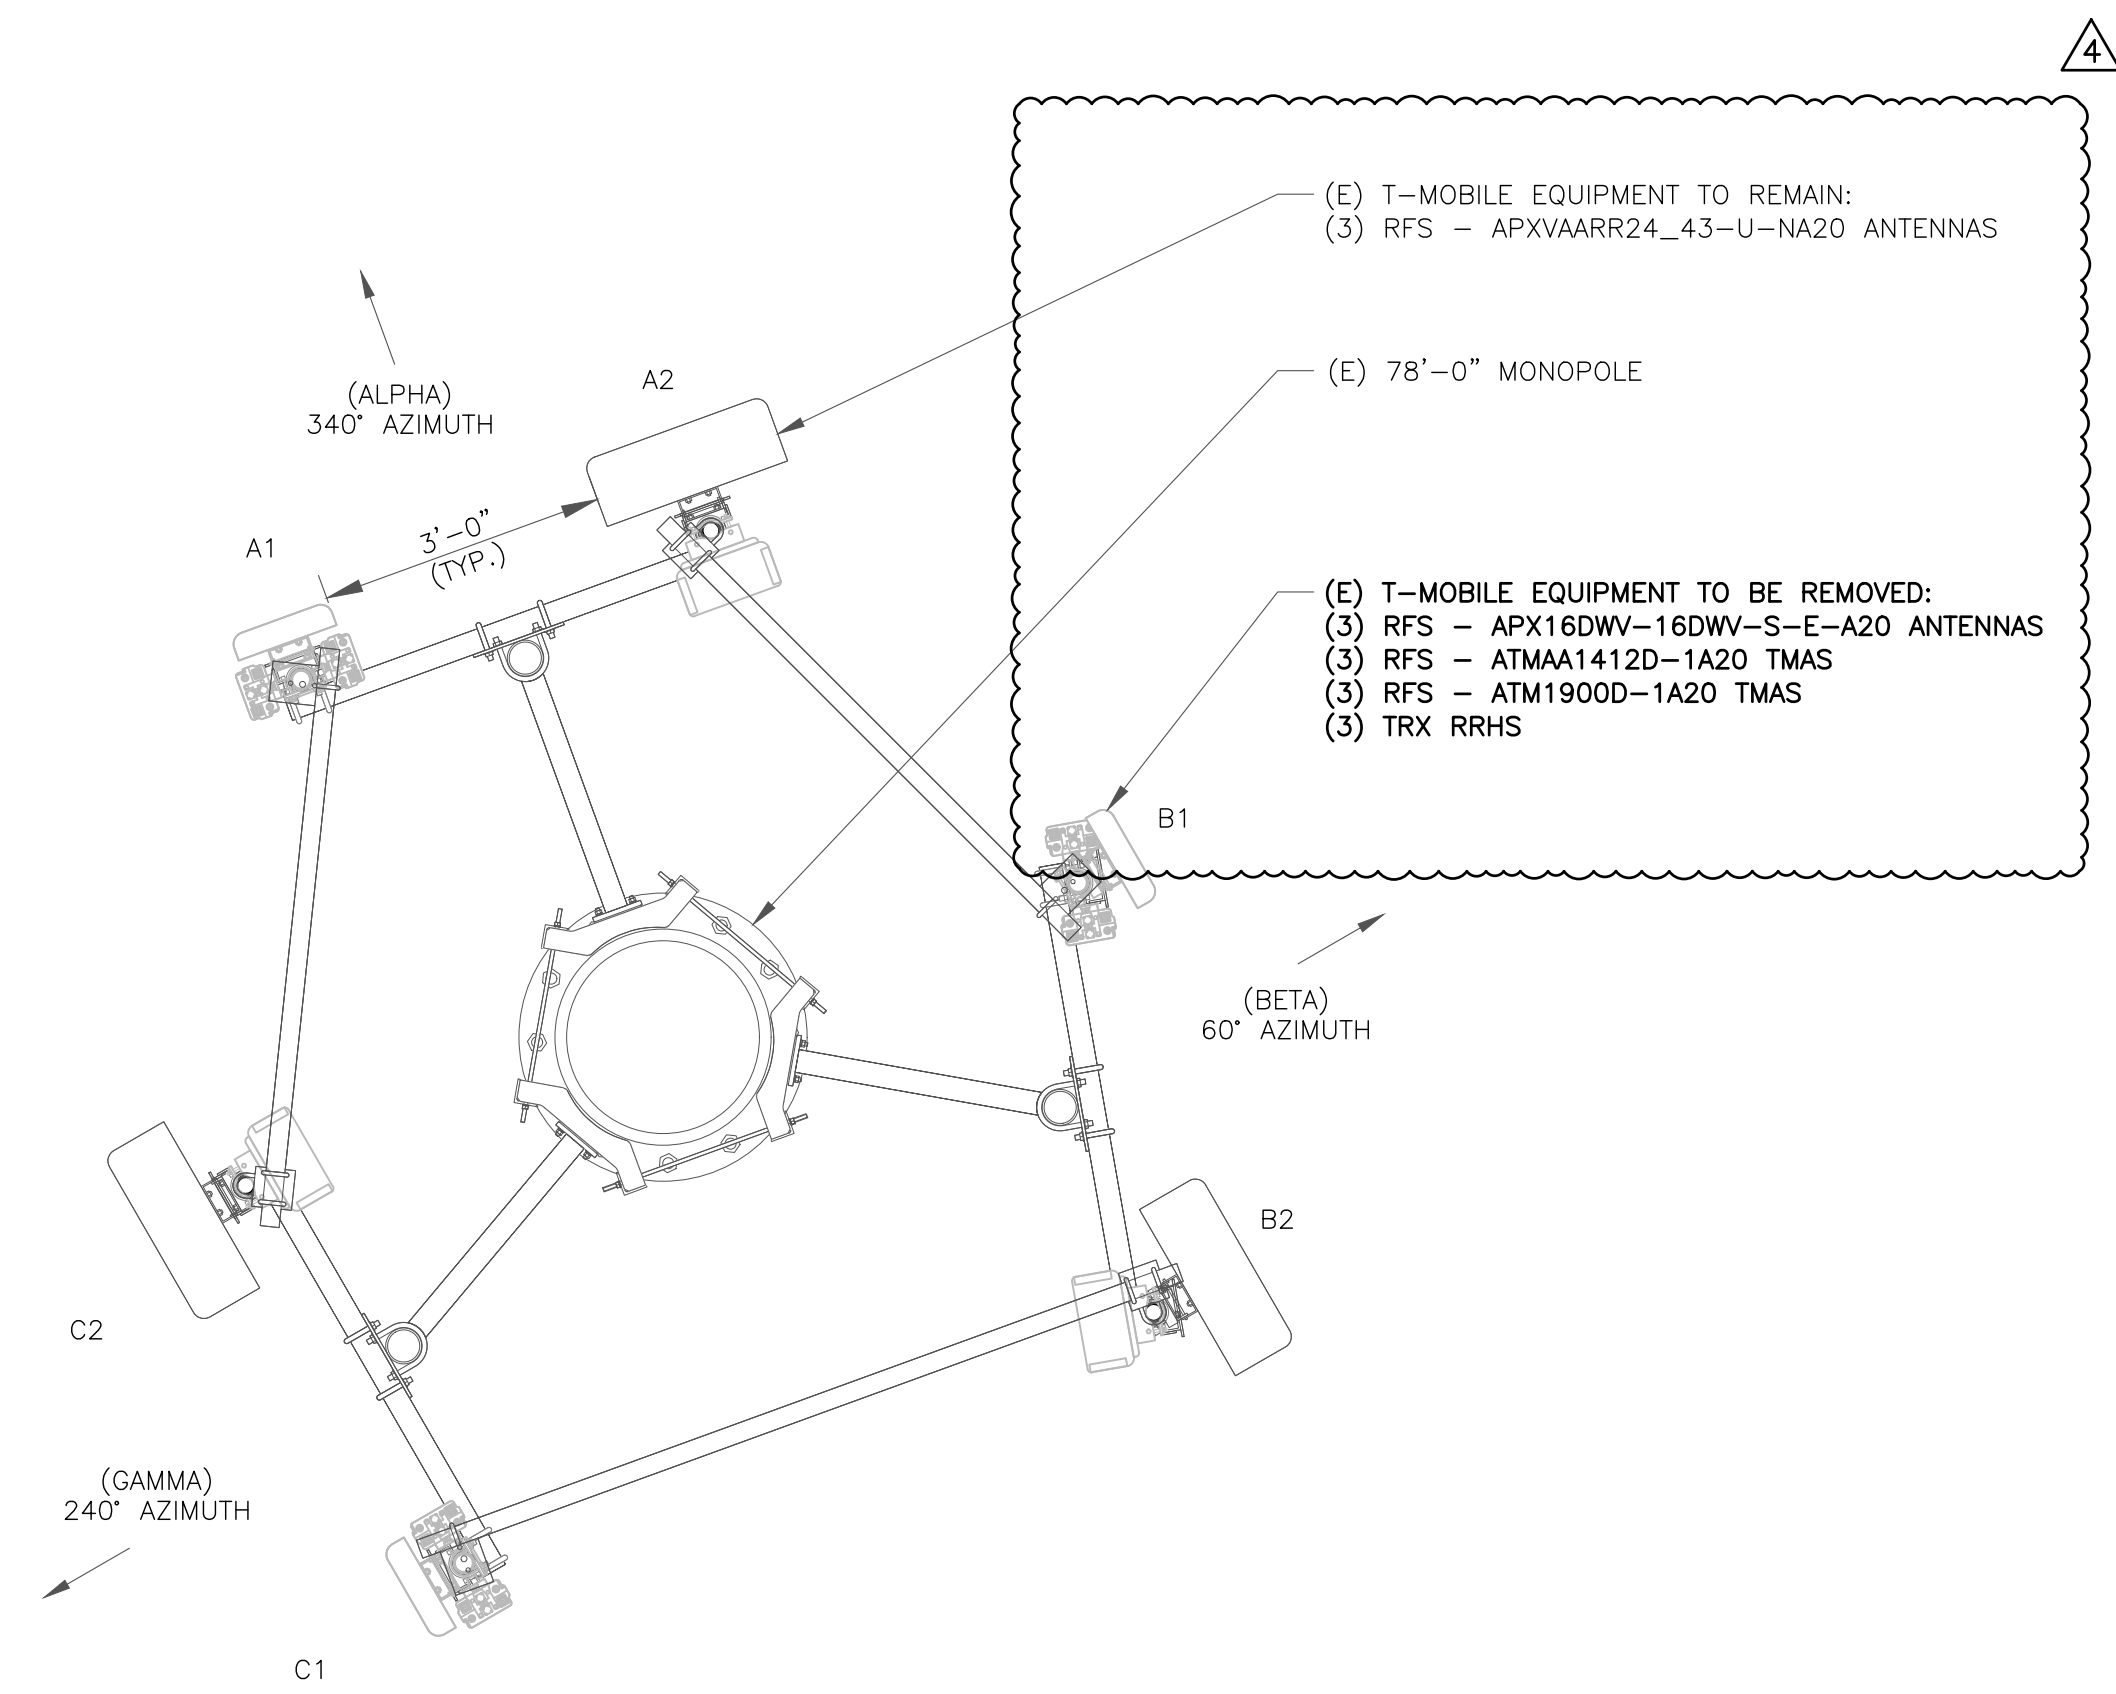 4
(E) T-MOBILE EQUIPMENT TO REMAIN:
(3) RFS - APXVAARR24_43-U-NA20 ANTENNAS
(E) 78'-0" MONOPOLE
A2
(ALPHA)
340° AZIMUTH
3'-0"
(TYP.)
A1
(E) T-MOBILE EQUIPMENT TO BE REMOVED:
(3) RFS - APX16DWV-16DWV-S-E-A20 ANTENNAS
(3) RFS - ATMAA1412D-1A20 TMAS
(3) RFS - ATM1900D-1A20 TMAS
(3) TRX RRHS
B1
(BETA)
60° AZIMUTH
B2
C2
(GAMMA)
240° AZIMUTH
C1